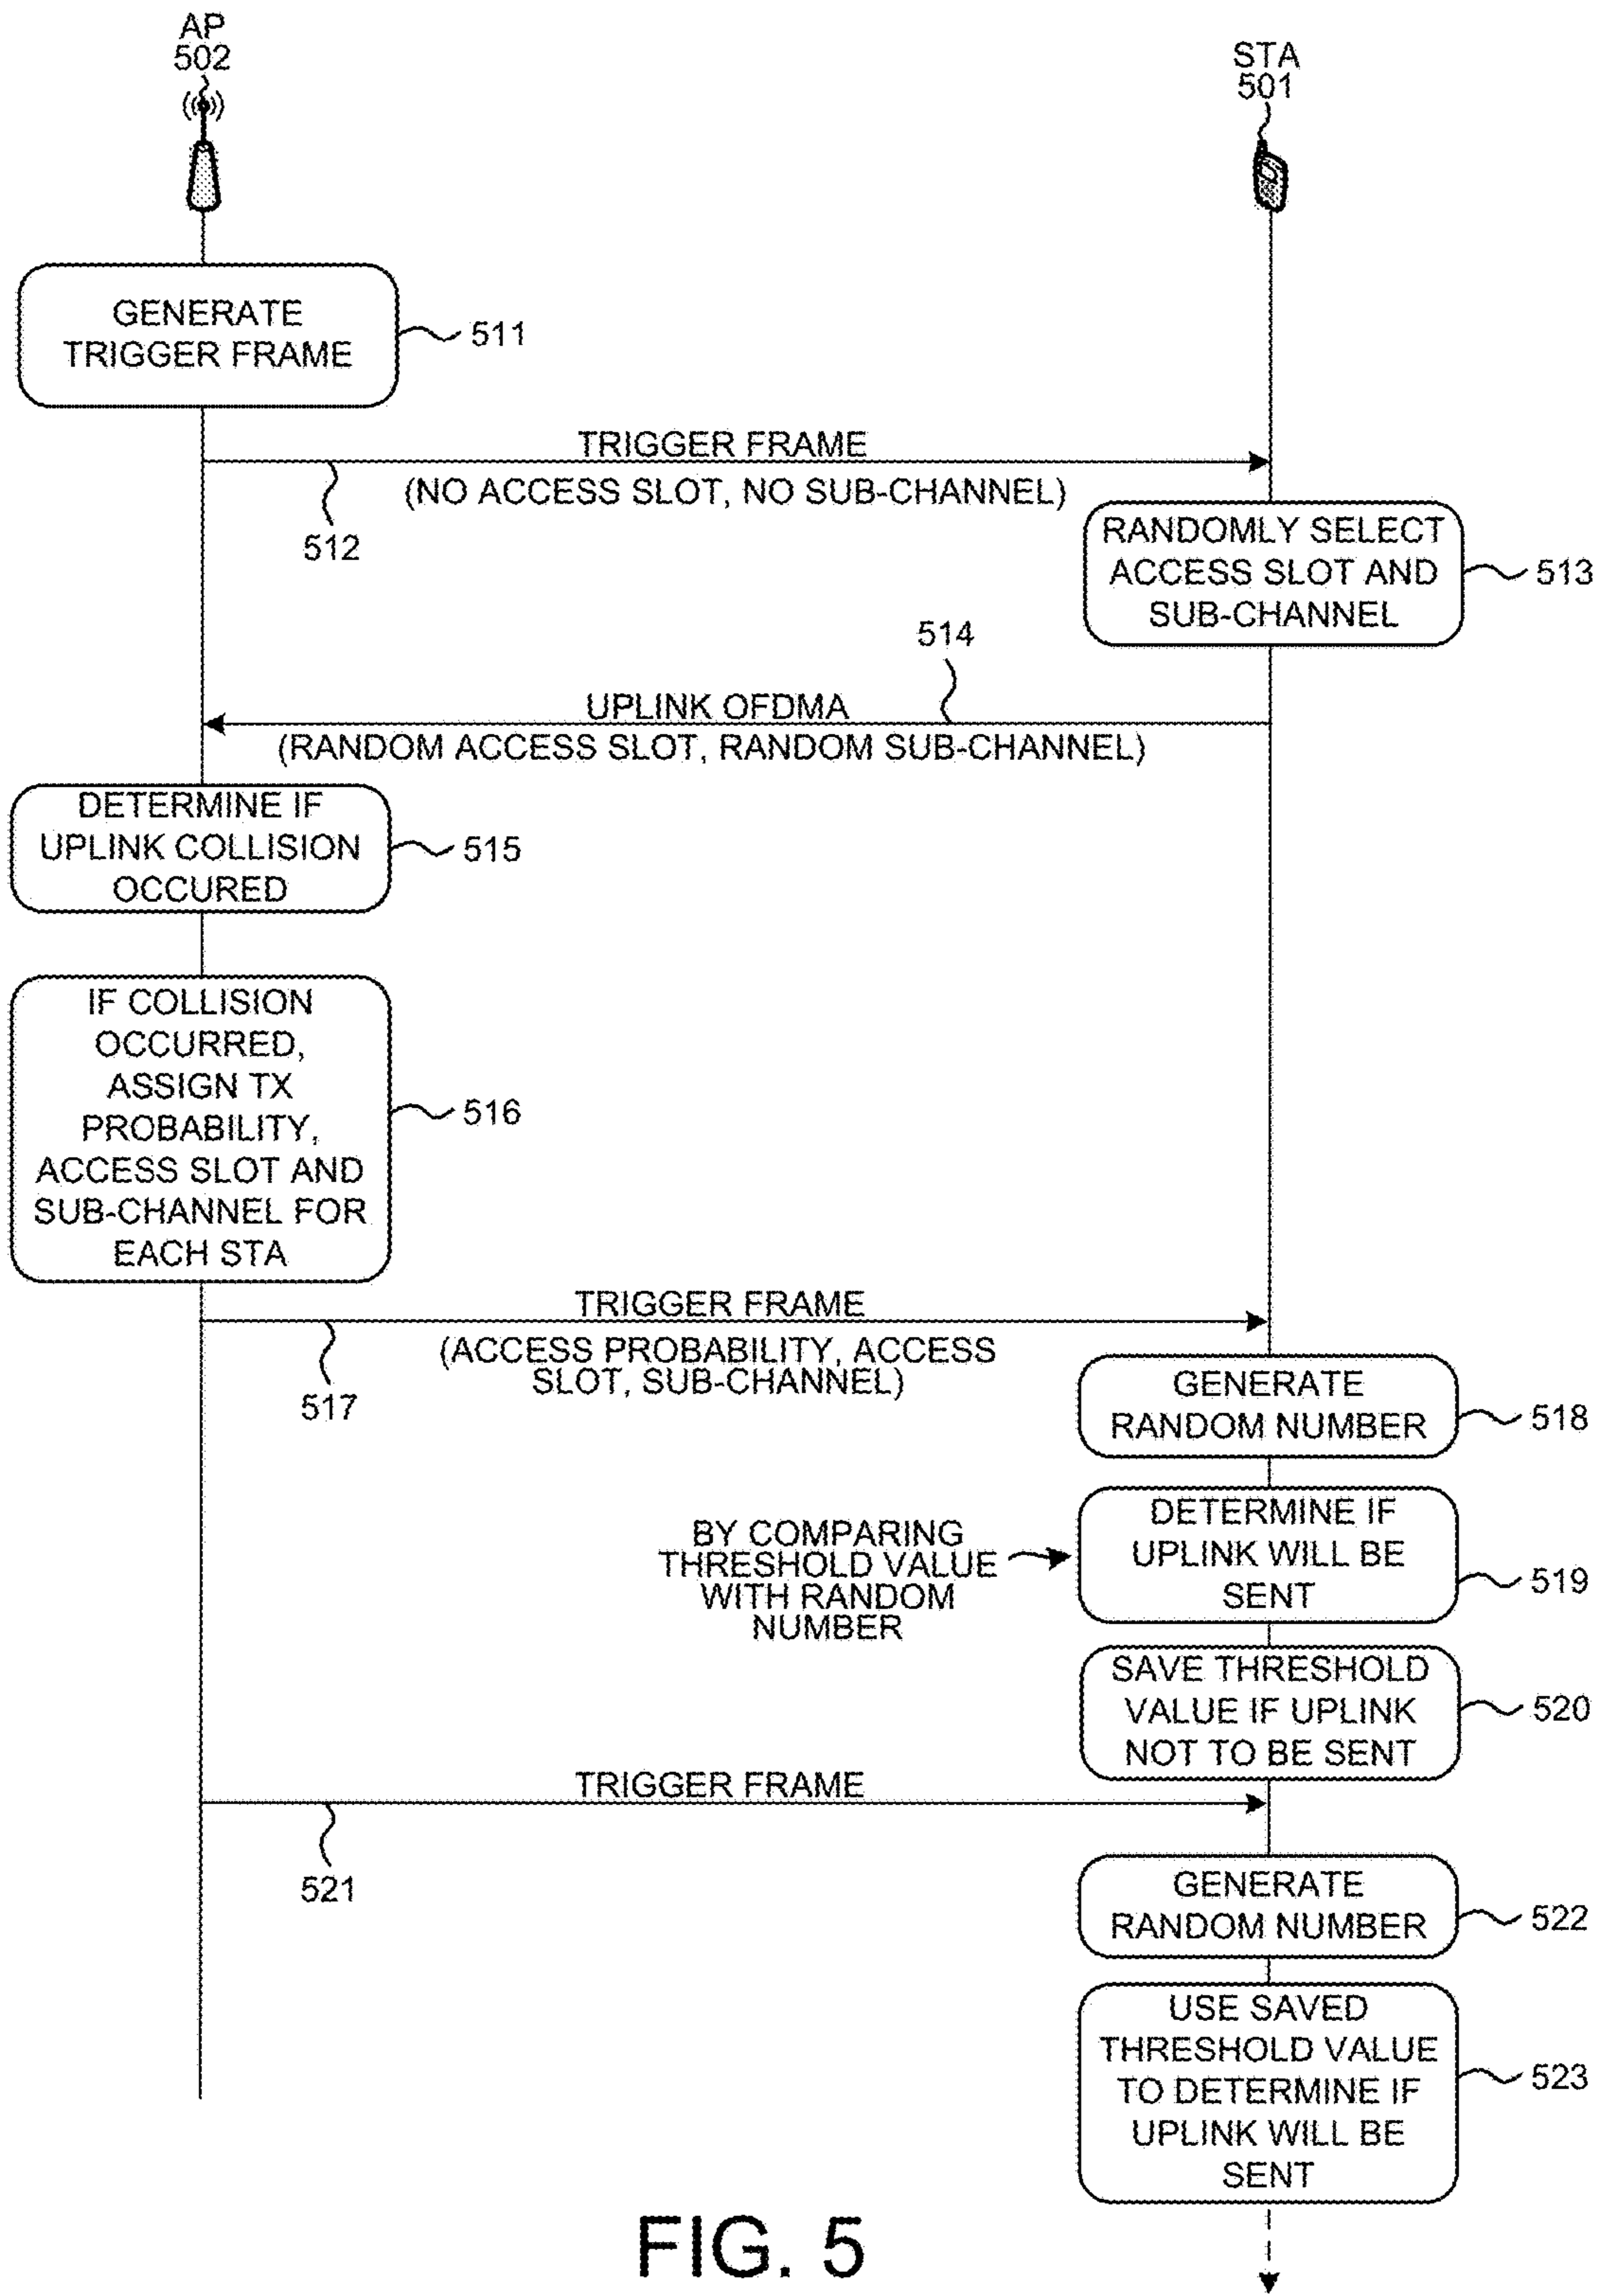 AP
502
STA
501
GENERATE
TRIGGER FRAME
511
TRIGGER FRAME
(NO ACCESS SLOT, NO SUB-CHANNEL)
512
RANDOMLY SELECT
ACCESS SLOT AND
SUB-CHANNEL
513
514
UPLINK OFDMA
(RANDOM ACCESS SLOT, RANDOM SUB-CHANNEL)
DETERMINE IF
UPLINK COLLISION
OCCURED
515
IF COLLISION
OCCURRED,
ASSIGN TX
PROBABILITY,
ACCESS SLOT AND
SUB-CHANNEL FOR
EACH STA
516
TRIGGER FRAME
(ACCESS PROBABILITY, ACCESS
SLOT, SUB-CHANNEL)
517
GENERATE
RANDOM NUMBER
518
BY COMPARING
THRESHOLD VALUE
WITH RANDOM
NUMBER
DETERMINE IF
UPLINK WILL BE
SENT
519
SAVE THRESHOLD
VALUE IF UPLINK
NOT TO BE SENT
520
TRIGGER FRAME
521
GENERATE
RANDOM NUMBER
522
USE SAVED
THRESHOLD VALUE
TO DETERMINE IF
UPLINK WILL BE
SENT
523
FIG. 5